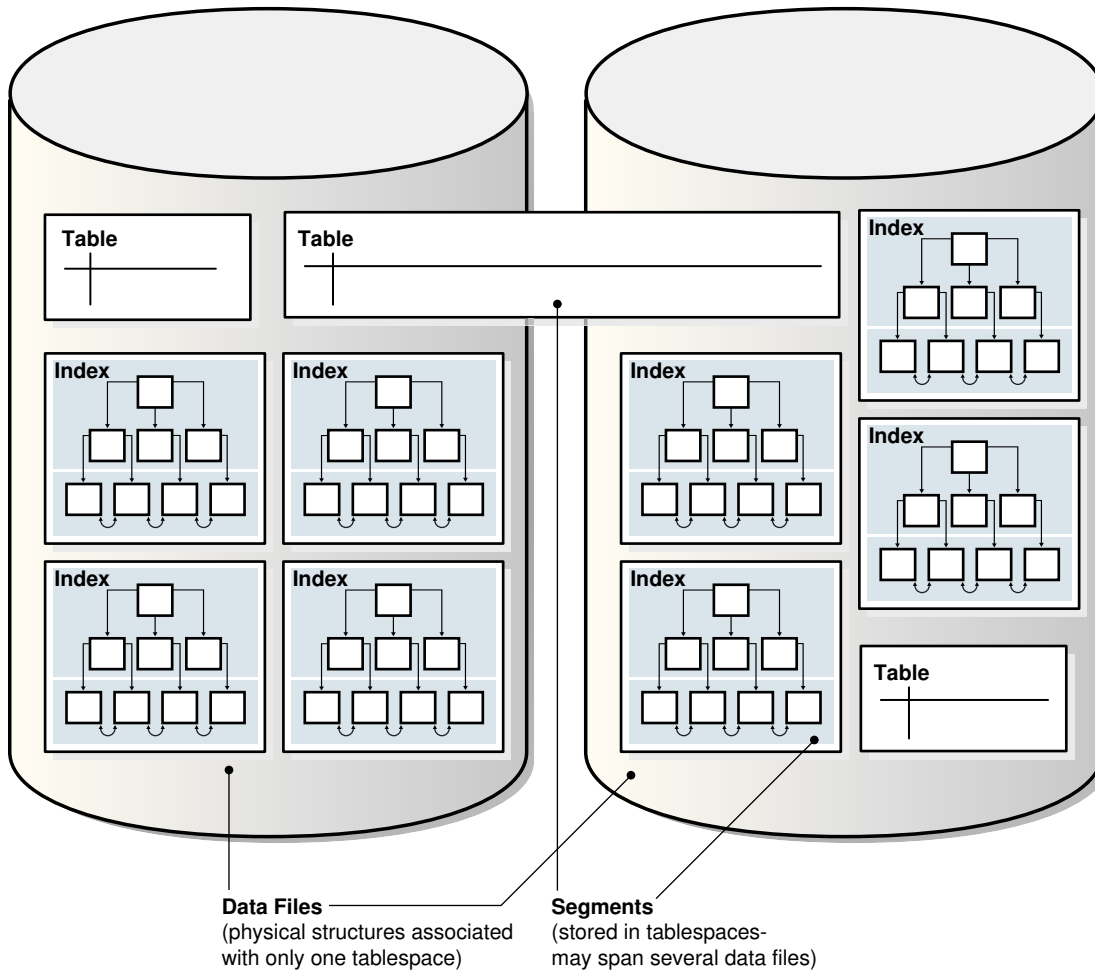 Table
Table
Index
Index
Index
Index
Index
Index
Index
Index
Table
Data Files
(physical structures associated
with only one tablespace)
Segments
(stored in tablespaces-
may span several data files)